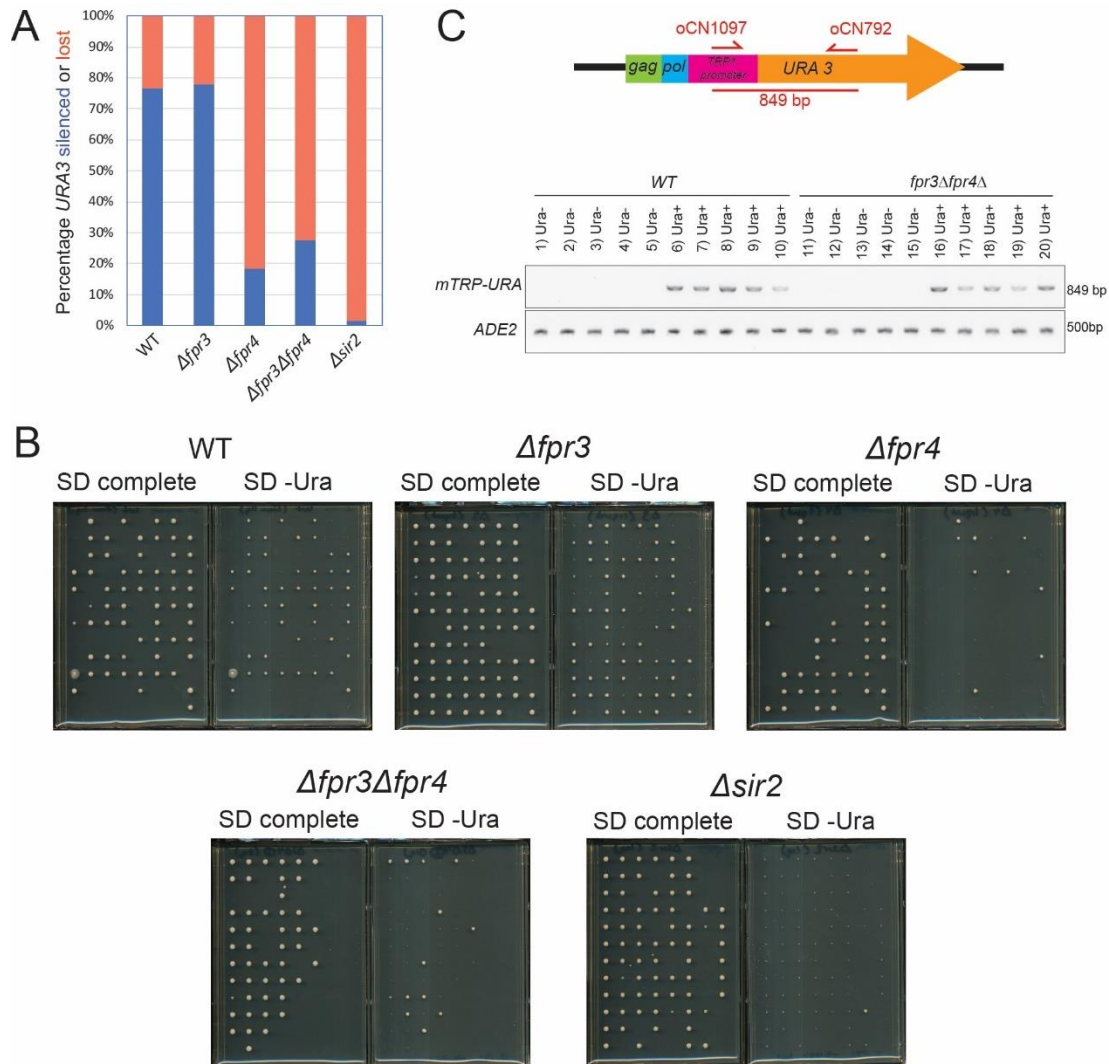 A
Percentage URA3 silenced or lost
100%
90%
80%
70%
60%
50%
40%
30%
20%
10%
0%
WT
Δfpr3
Δfpr4
Δfpr3Δfpr4
Δsir2
C
oCN1097
oCN792
gag
pol
TRP1
promoter
URA 3
849 bp
WT
fpr3Δfpr4Δ
1) Ura-
2) Ura-
3) Ura-
4) Ura-
5) Ura-
6) Ura+
7) Ura+
8) Ura+
9) Ura+
10) Ura+
11) Ura-
12) Ura-
13) Ura-
14) Ura-
15) Ura-
16) Ura+
17) Ura+
18) Ura+
19) Ura+
20) Ura+
mTRP-URA
849 bp
ADE2
500bp
B
WT
SD complete SD -Ura
Δfpr3
SD complete SD -Ura
Δfpr4
SD complete SD -Ura
Δfpr3Δfpr4
SD complete SD -Ura
Δsir2
SD complete SD -Ura